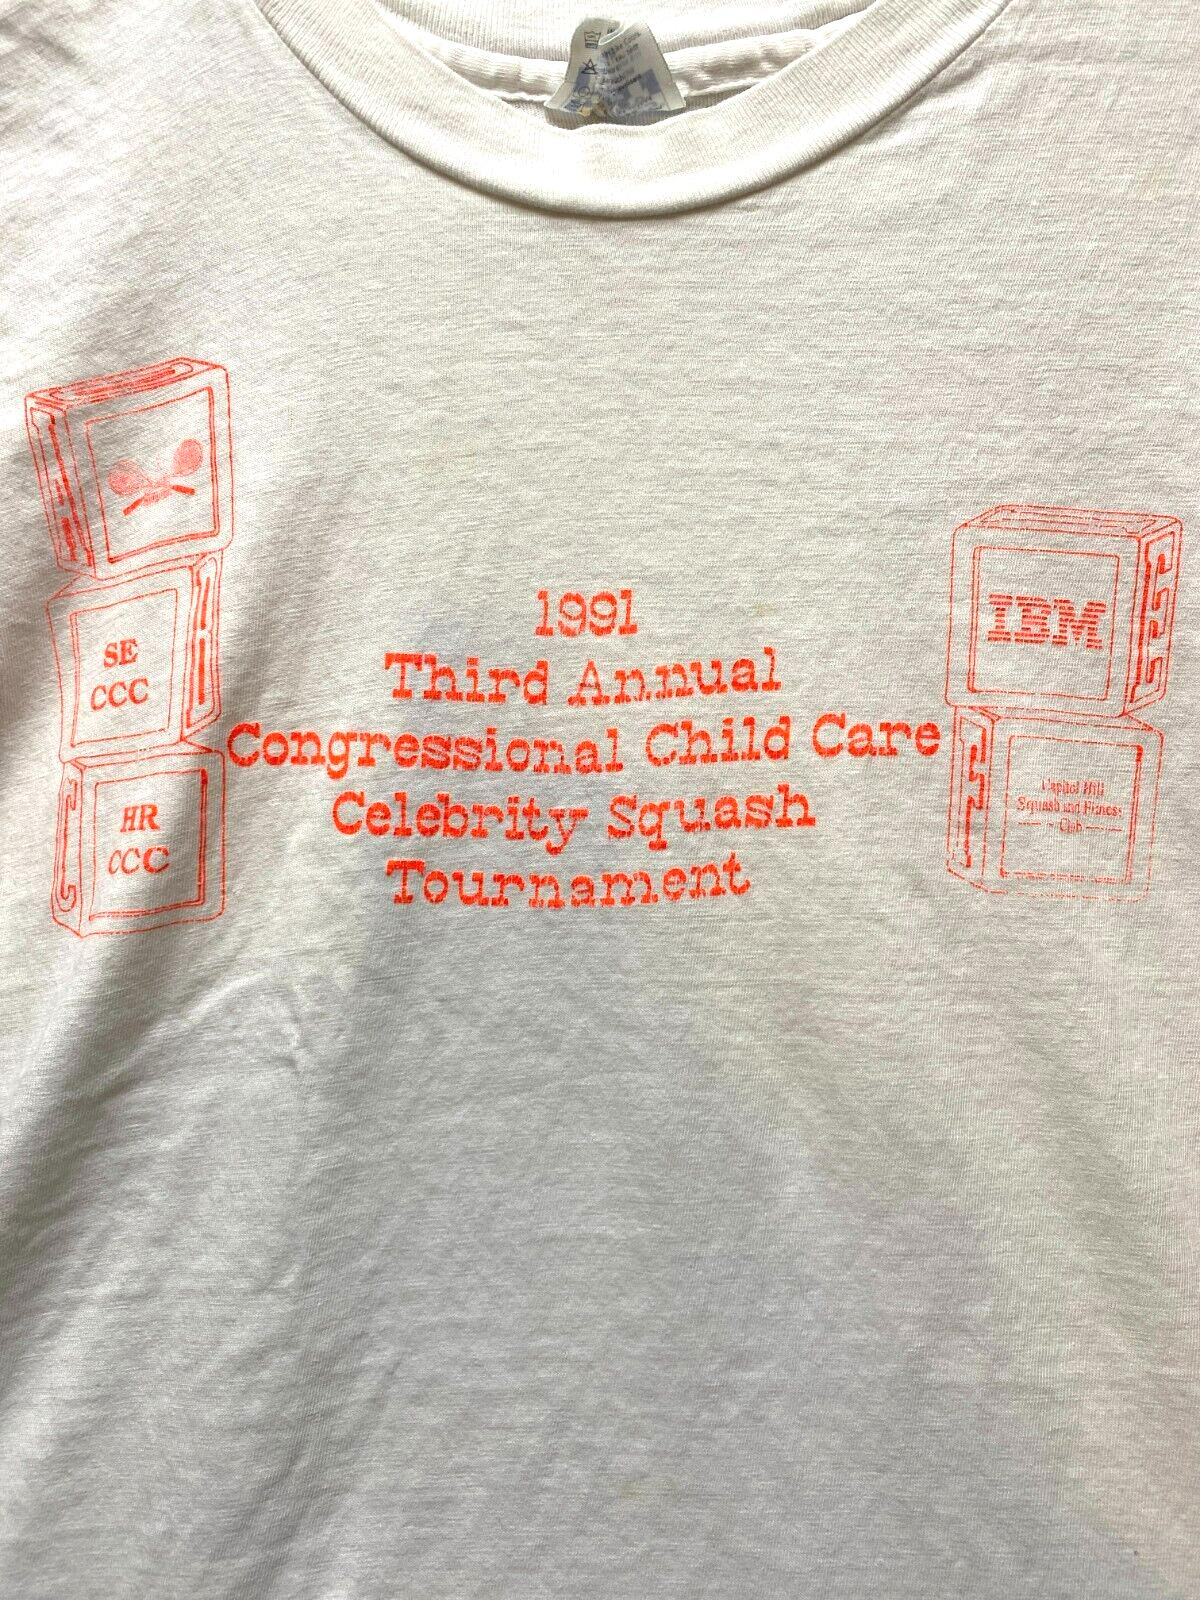 SE
CCC
HR
CCC
1991
Third Annual
Congressional Child Care
Celebrity Squash
Tournament
IBM
Capitol Hill
Squash and Fitness
Club